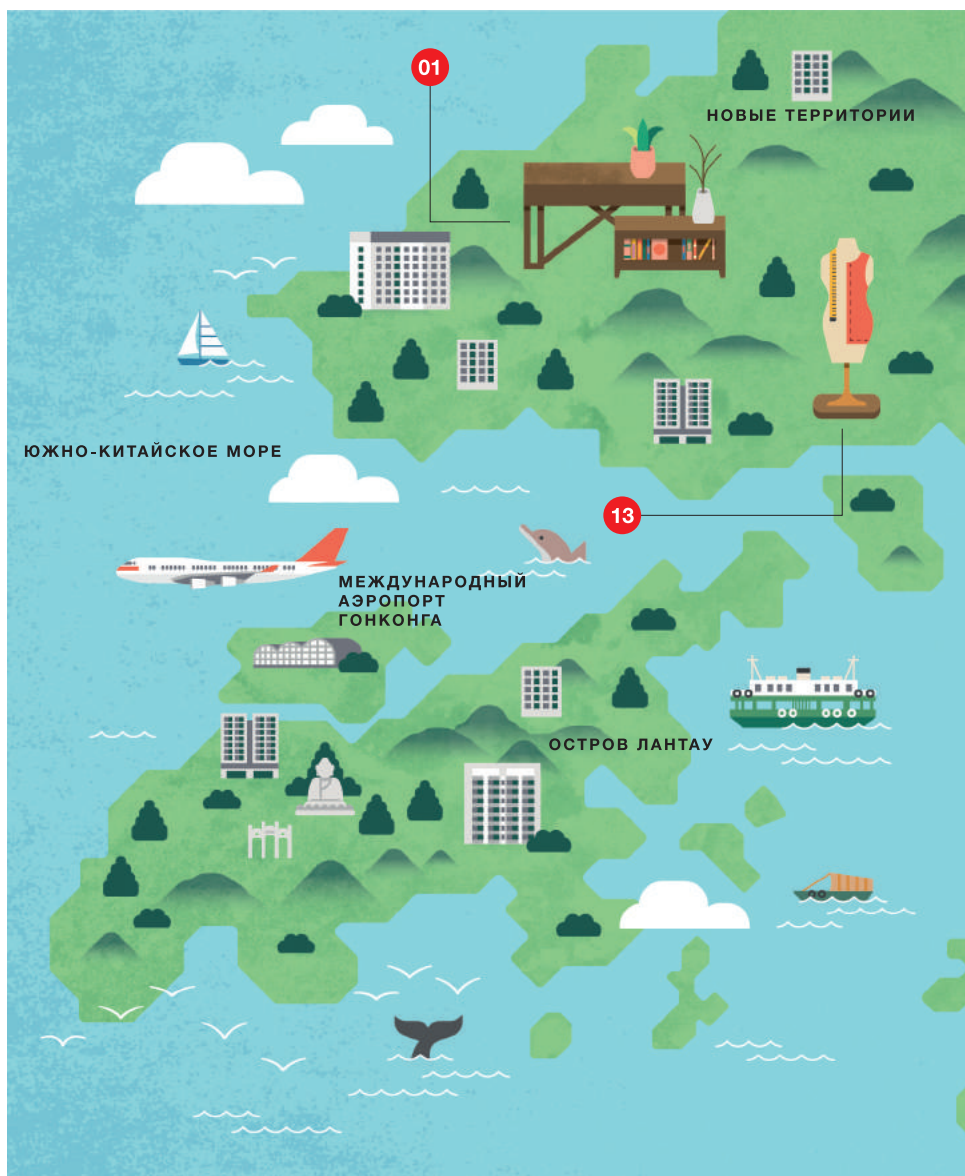 01
НОВЫЕ ТЕРРИТОРИИ
ЮЖНО-КИТАЙСКОЕ МОРЕ
13
МЕЖДУНАРОДНЫЙ
АЭРОПОРТ
ГОНКОНГА
ОСТРОВ ЛАНТАУ